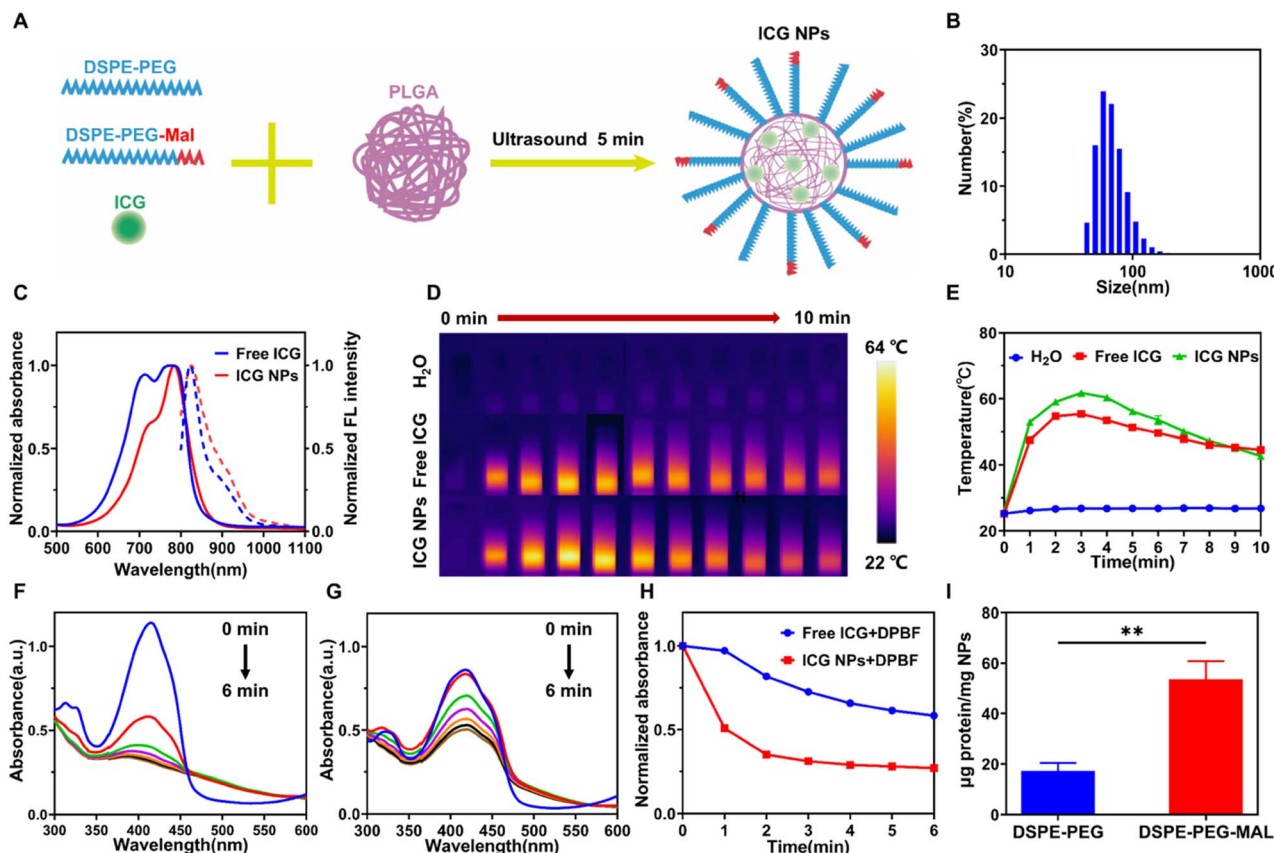 A
DSPE-PEG
DSPE-PEG-Mal
ICG
PLGA
Ultrasound 5 min
ICG NPs
B
Number(%)
30
20
10
0
10
100
1000
Size(nm)
C
Normalized absorbance
1.0
0.5
0.0
Free ICG
ICG NPs
1.0
0.5
0.0
Normalized FL intensity
500 600 700 800 900 1000 1100
Wavelength(nm)
D
0 min
10 min
H₂O
Free ICG
ICG NPs
H
64 ℃
22 ℃
E
Temperature(℃)
80
60
40
20
H₂O Free ICG ICG NPs
0 1 2 3 4 5 6 7 8 9 10
Time(min)
F
Absorbance(a.u.)
1.0
0.5
0.0
0 min
6 min
300 350 400 450 500 550 600
Wavelength(nm)
G
Absorbance(a.u.)
1.0
0.5
0.0
0 min
6 min
300 350 400 450 500 550 600
Wavelength(nm)
H
Normalized absorbance
1.0
0.5
0.0
Free ICG+DPBF
ICG NPs+DPBF
0 1 2 3 4 5 6
Time(min)
I
μg protein/mg NPs
80
60
40
20
0
**
DSPE-PEG
DSPE-PEG-MAL